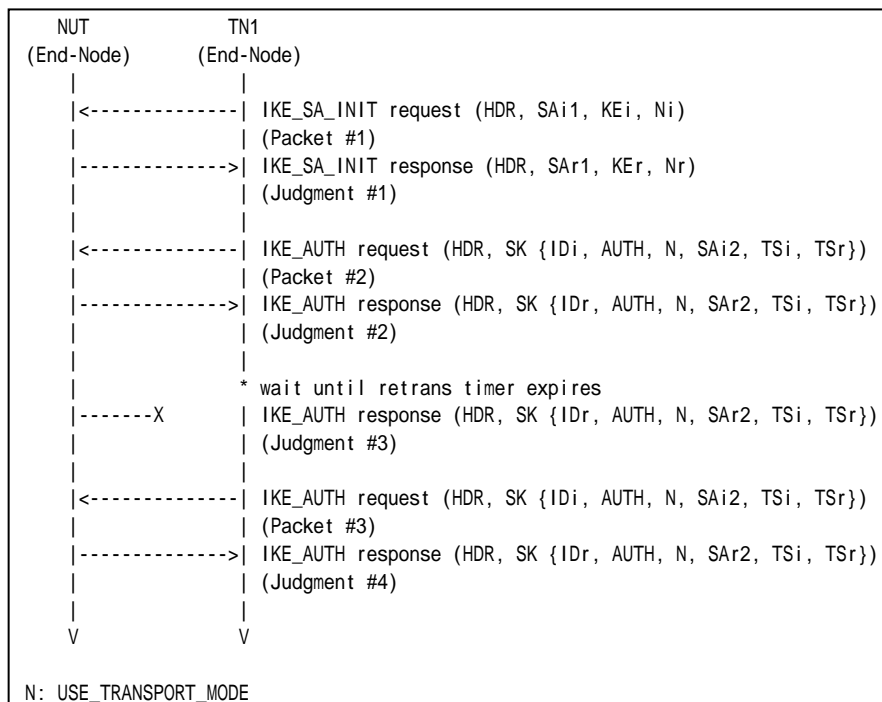 NUT TN1
(End-Node) (End-Node)
| |
|<--------------| IKE_SA_INIT request (HDR, SAi1, KEi, Ni)
| | (Packet #1)
|-------------->| IKE_SA_INIT response (HDR, SAr1, KEr, Nr)
| | (Judgment #1)
| |
|<--------------| IKE_AUTH request (HDR, SK {IDi, AUTH, N, SAi2, TSi, TSr})
| | (Packet #2)
|-------------->| IKE_AUTH response (HDR, SK {IDr, AUTH, N, SAr2, TSi, TSr})
| | (Judgment #2)
| |
| * wait until retrans timer expires
|-------X | IKE_AUTH response (HDR, SK {IDr, AUTH, N, SAr2, TSi, TSr})
| | (Judgment #3)
| |
|<--------------| IKE_AUTH request (HDR, SK {IDi, AUTH, N, SAi2, TSi, TSr})
| | (Packet #3)
|-------------->| IKE_AUTH response (HDR, SK {IDr, AUTH, N, SAr2, TSi, TSr})
| | (Judgment #4)
| |
V V
N: USE_TRANSPORT_MODE